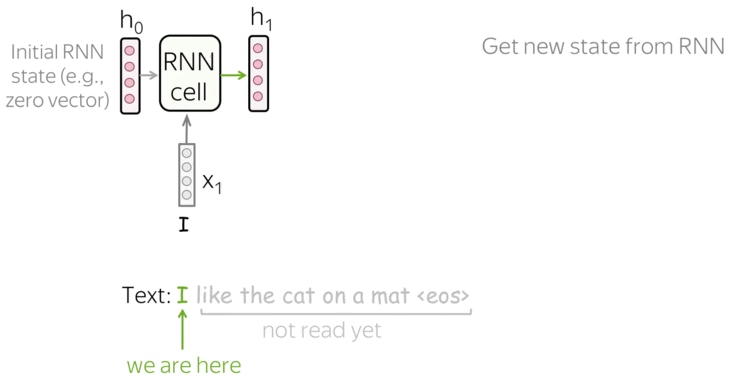 h₀
h₁
Initial RNN
state (e.g.,
zero vector)
RNN
cell
Get new state from RNN
x₁
I
Text: I like the cat on a mat <eos>
not read yet
we are here